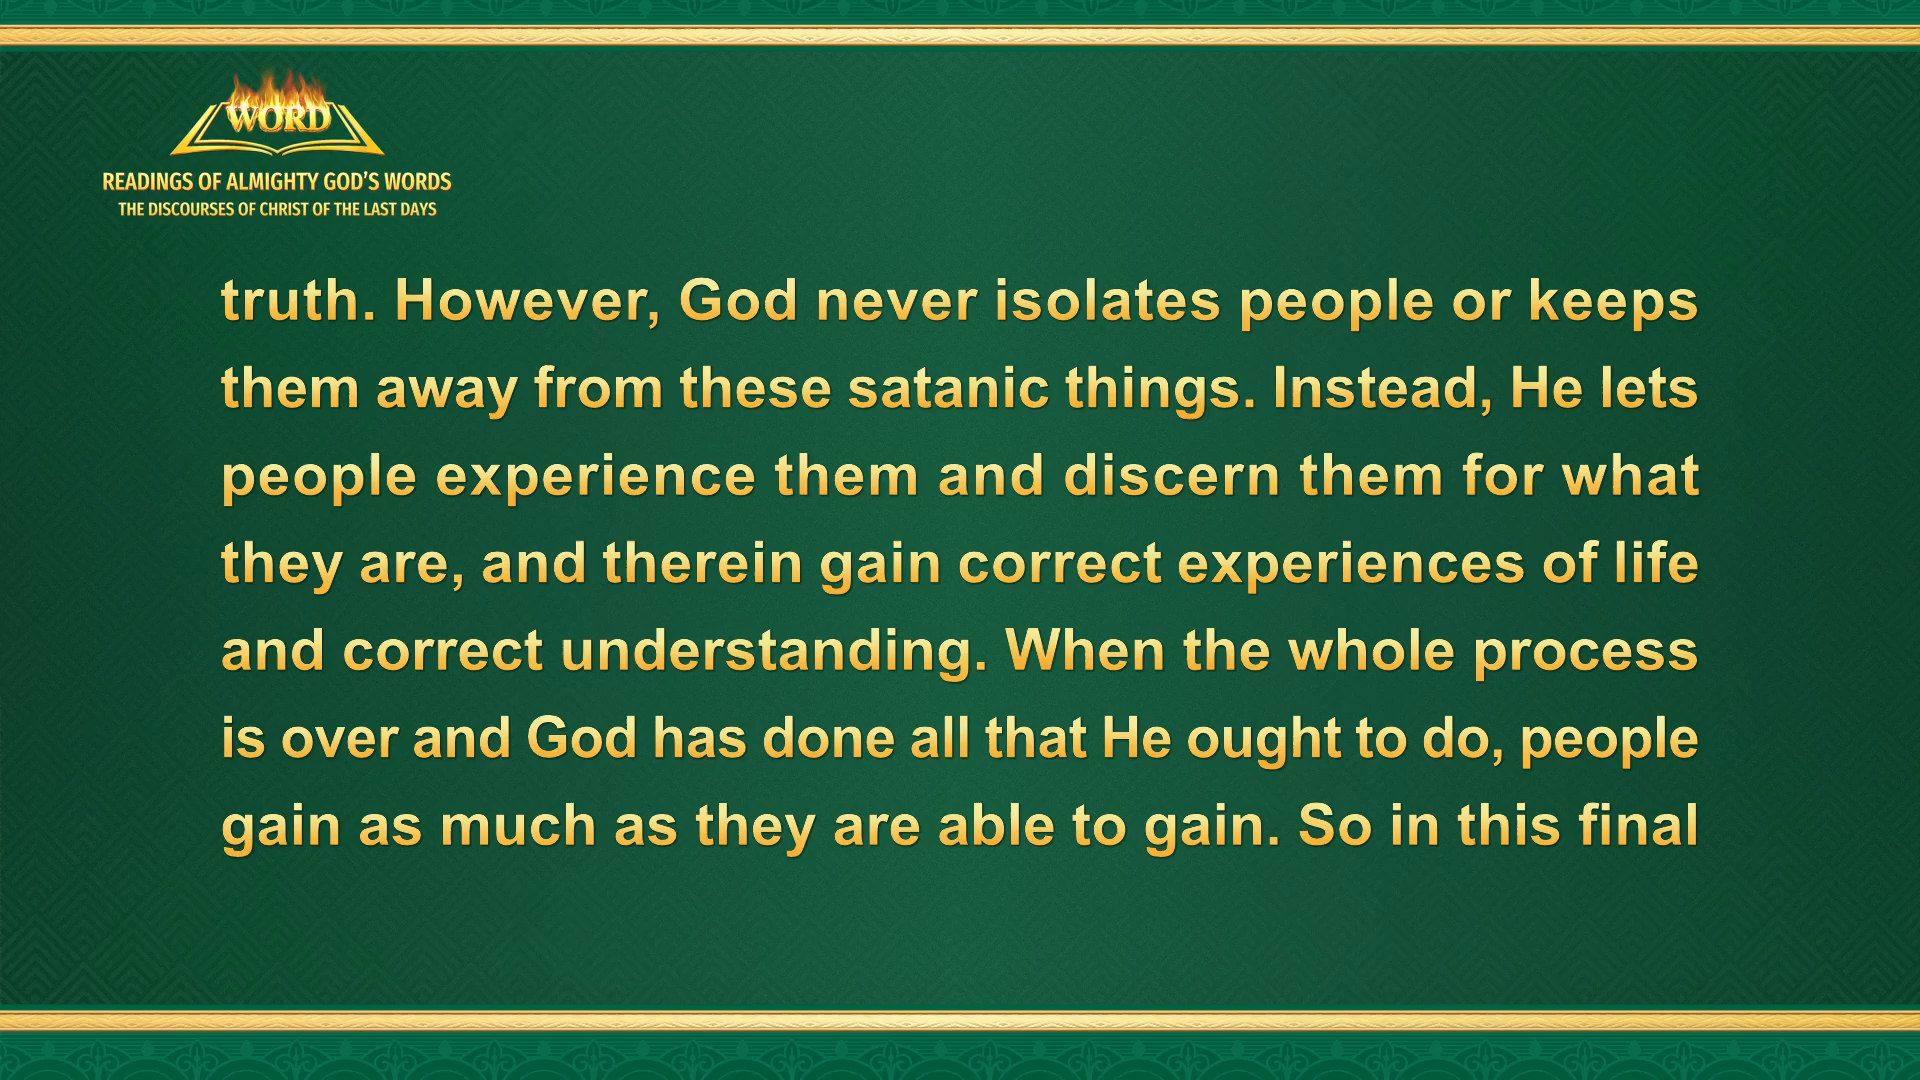 WORD
READINGS OF ALMIGHTY GOD'S WORDS
THE DISCOURSES OF CHRIST OF THE LAST DAYS
truth. However, God never isolates people or keeps
them away from these satanic things. Instead, He lets
people experience them and discern them for what
they are, and therein gain correct experiences of life
and correct understanding. When the whole process
is over and God has done all that He ought to do, people
gain as much as they are able to gain. So in this final